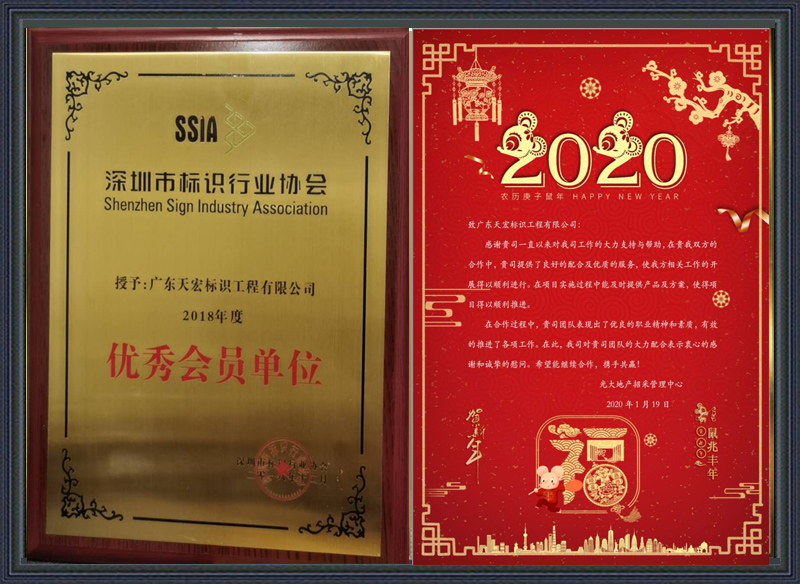 SSIA
深圳市标识行业协会
Shenzhen Sign Industry Association
授予:广东天宏标识工程有限公司
2018年度
优秀会员单位
深圳市标识行业协会
2020
农历庚子鼠年 HAPPY NEW YEAR
致广东天宏标识工程有限公司:
感谢贵司一直以来对我司工作的大力支持与帮助,在贵我双方的
合作中,贵司提供了良好的配合及优质的服务,使我方相关工作的开
展得以顺利进行。在项目实施过程中能及时提供产品及方案,使得项
目得以顺利推进。
在合作过程中,贵司团队表现出了优良的职业精神和素质,有效
的推进了各项工作。在此,我司对贵司团队的大力配合表示衷心的感
谢和诚挚的慰问。希望能继续合作,携手共赢!
光大地产招采管理中心
2020 年 1 月 19 日
贺新年
鼠兆丰年
福